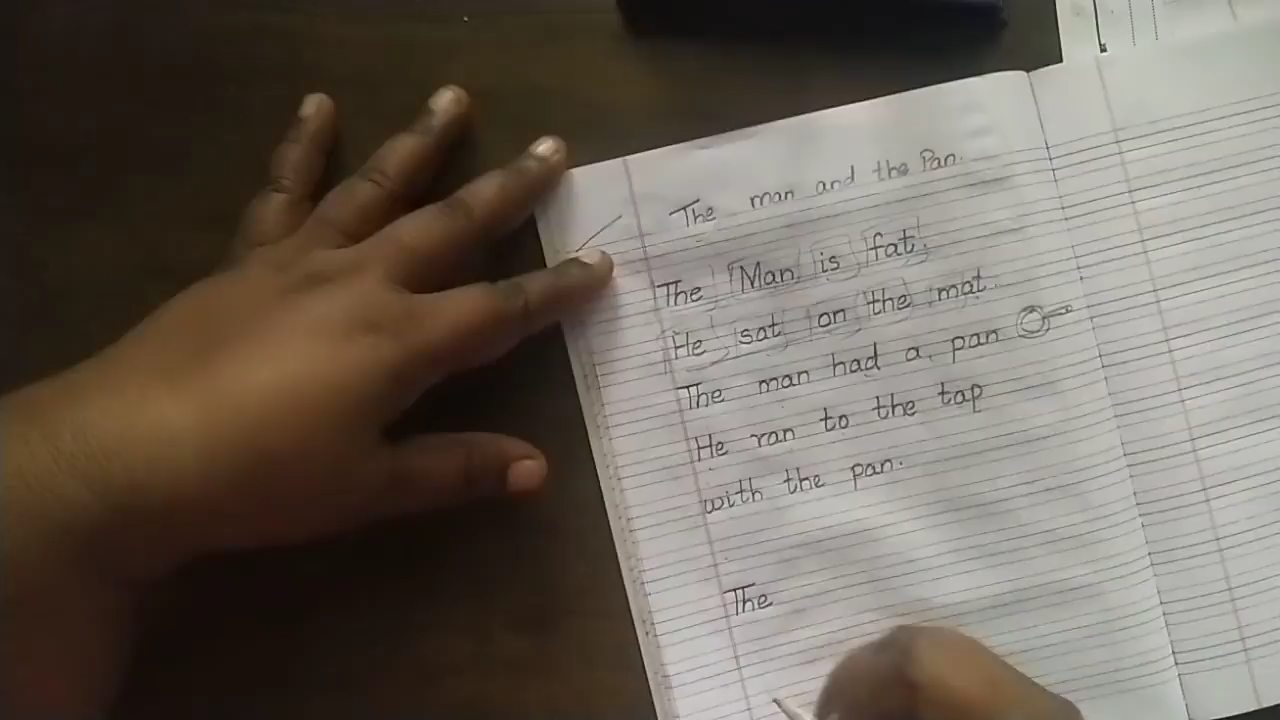 The man and the Pan.
The Man is fat.
He sat on the mat.
The man had a pan
He ran to the tap
with the pan.
The